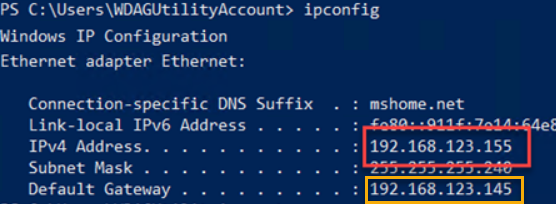 PS C:\Users\WDAGUtilityAccount> ipconfig
Windows IP Configuration
Ethernet adapter Ethernet:
Connection-specific DNS Suffix . : mshome.net
Link-local IPv6 Address . . . . . : fe80::911f:7e14:64e8
IPv4 Address. . . . . . . . . . . : 192.168.123.155
Subnet Mask . . . . . . . . . . . : 255.255.255.240
Default Gateway . . . . . . . . . : 192.168.123.145